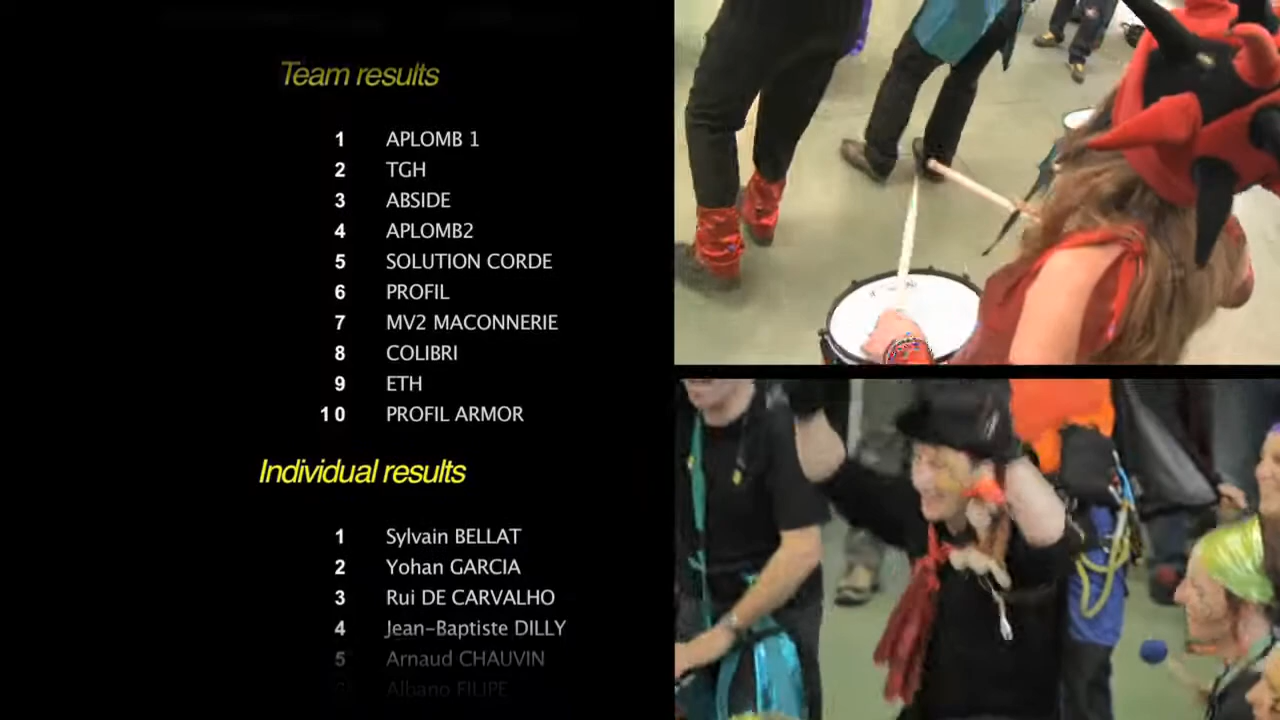 Team results
1 APLOMB 1
2 TGH
3 ABSIDE
4 APLOMB2
5 SOLUTION CORDE
6 PROFIL
7 MV2 MACONNERIE
8 COLIBRI
9 ETH
10 PROFIL ARMOR
Individual results
1 Sylvain BELLAT
2 Yohan GARCIA
3 Rui DE CARVALHO
4 Jean-Baptiste DILLY
5 Arnaud CHAUVIN
Albano FILIPE